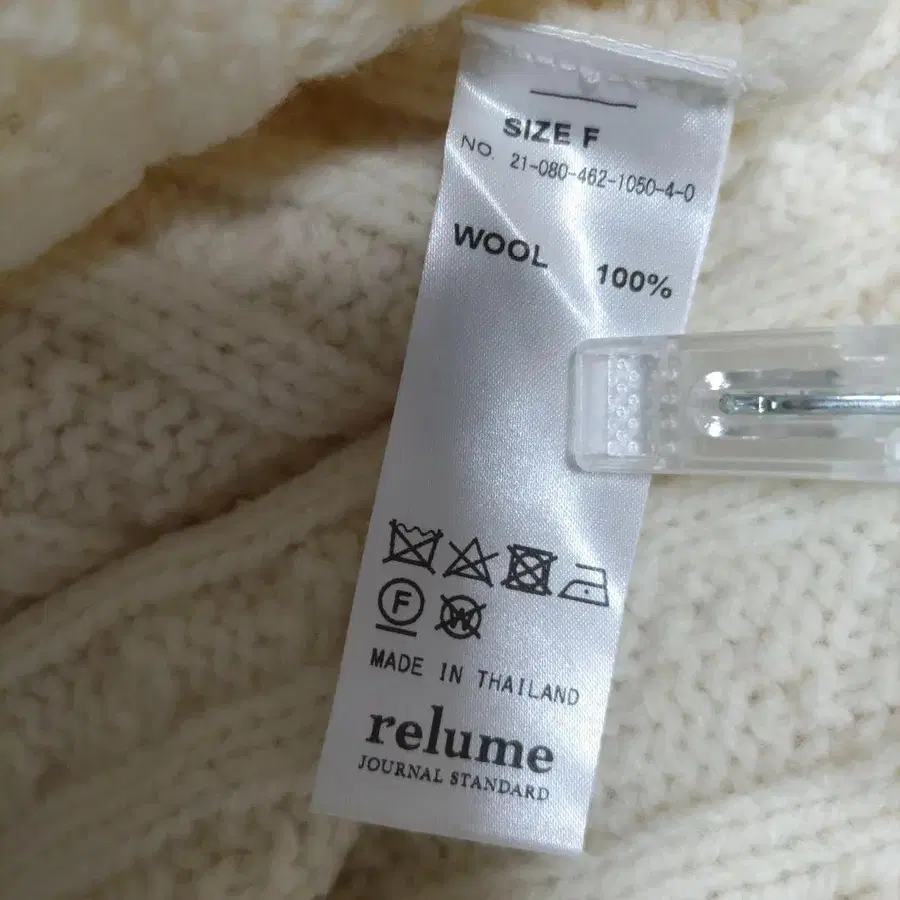 SIZE F
NO. 21-080-462-1050-4-0
WOOL 100%
F W
MADE IN THAILAND
relume
JOURNAL STANDARD